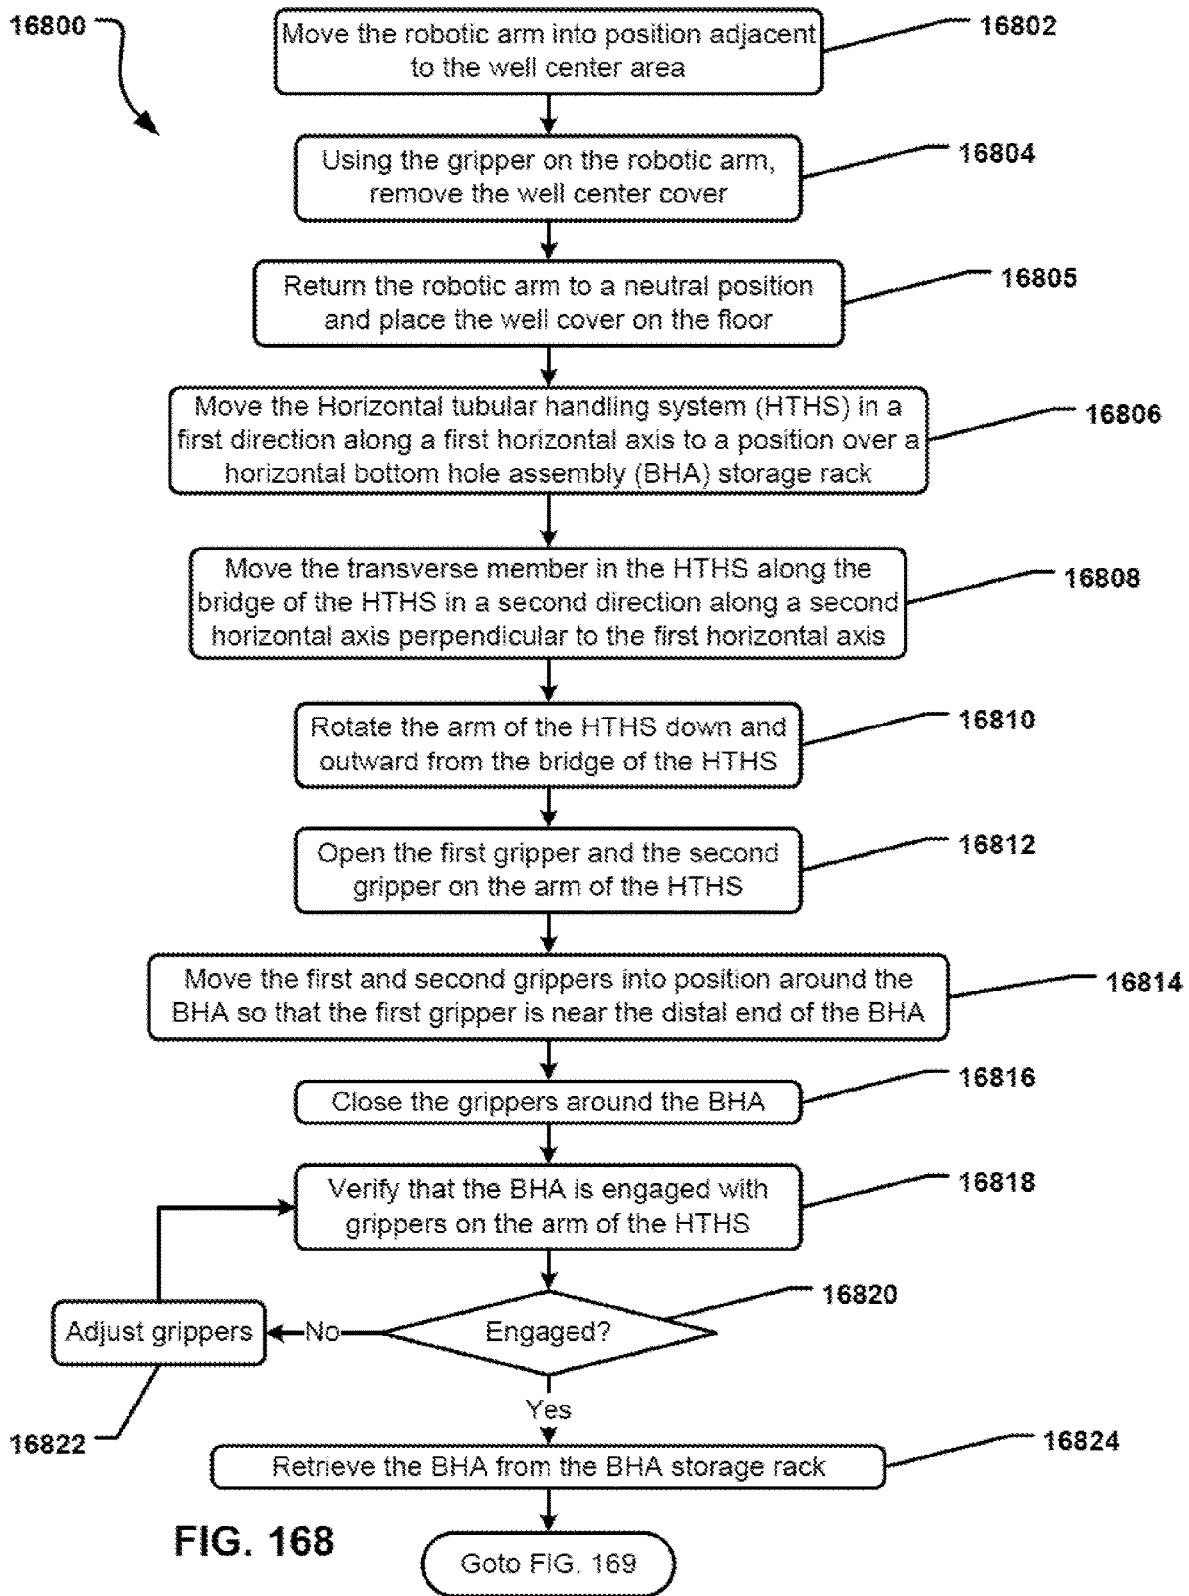 16800
Move the robotic arm into position adjacent
to the well center area
16802
Using the gripper on the robotic arm,
remove the well center cover
16804
Return the robotic arm to a neutral position
and place the well cover on the floor
16805
Move the Horizontal tubular handling system (HTHS) in a
first direction along a first horizontal axis to a position over a
horizontal bottom hole assembly (BHA) storage rack
16806
Move the transverse member in the HTHS along the
bridge of the HTHS in a second direction along a second
horizontal axis perpendicular to the first horizontal axis
16808
Rotate the arm of the HTHS down and
outward from the bridge of the HTHS
16810
Open the first gripper and the second
gripper on the arm of the HTHS
16812
Move the first and second grippers into position around the
BHA so that the first gripper is near the distal end of the BHA
16814
Close the grippers around the BHA
16816
Verify that the BHA is engaged with
grippers on the arm of the HTHS
16818
Engaged?
16820
No
Adjust grippers
16822
Yes
Retrieve the BHA from the BHA storage rack
16824
Goto FIG. 169
FIG. 168